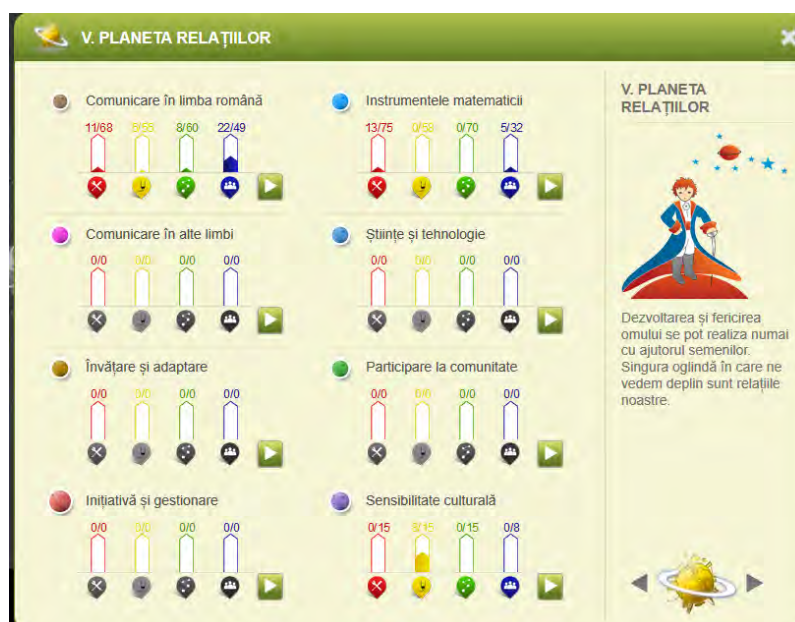 V. PLANETA RELAȚIILOR
Comunicare în limba română
11/68 8/60 22/49
Instrumentele matematicii
13/75 0/70 5/32
Comunicare în alte limbi
0/0 0/0 0/0 0/0
Științe și tehnologie
0/0 0/0 0/0 0/0
Învățare și adaptare
0/0 0/0 0/0 0/0
Participare la comunitate
0/0 0/0 0/0 0/0
Inițiativă și gestionare
0/0 0/0 0/0 0/0
Sensibilitate culturală
0/15 0/15 0/8
V. PLANETA
RELAȚIILOR
Dezvoltarea și fericirea
omului se pot realiza numai
cu ajutorul semenilor.
Singura oglindă în care ne
vedem deplin sunt relațiile
noastre.